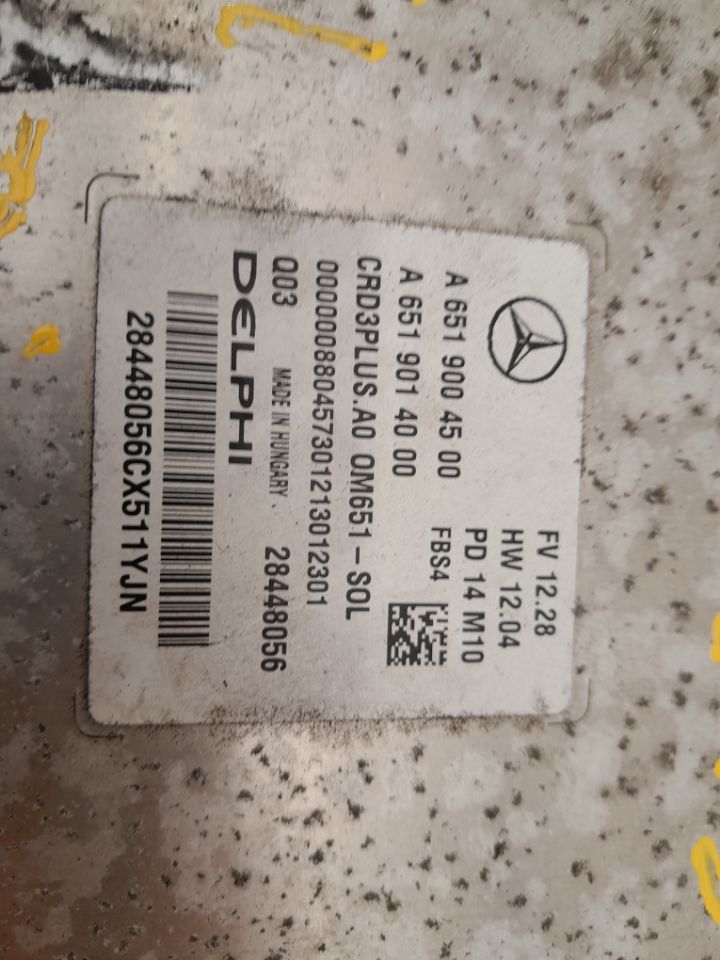 FV 12.28
HW 12.04
A 651 900 45 00 PD 14 M10
A 651 901 40 00 FBS4
CRD3PLUS.A0 OM651-SOL
000000880457301213012301
Q03 MADE IN HUNGARY. 28448056
DELPHI
28448056CX511YJN